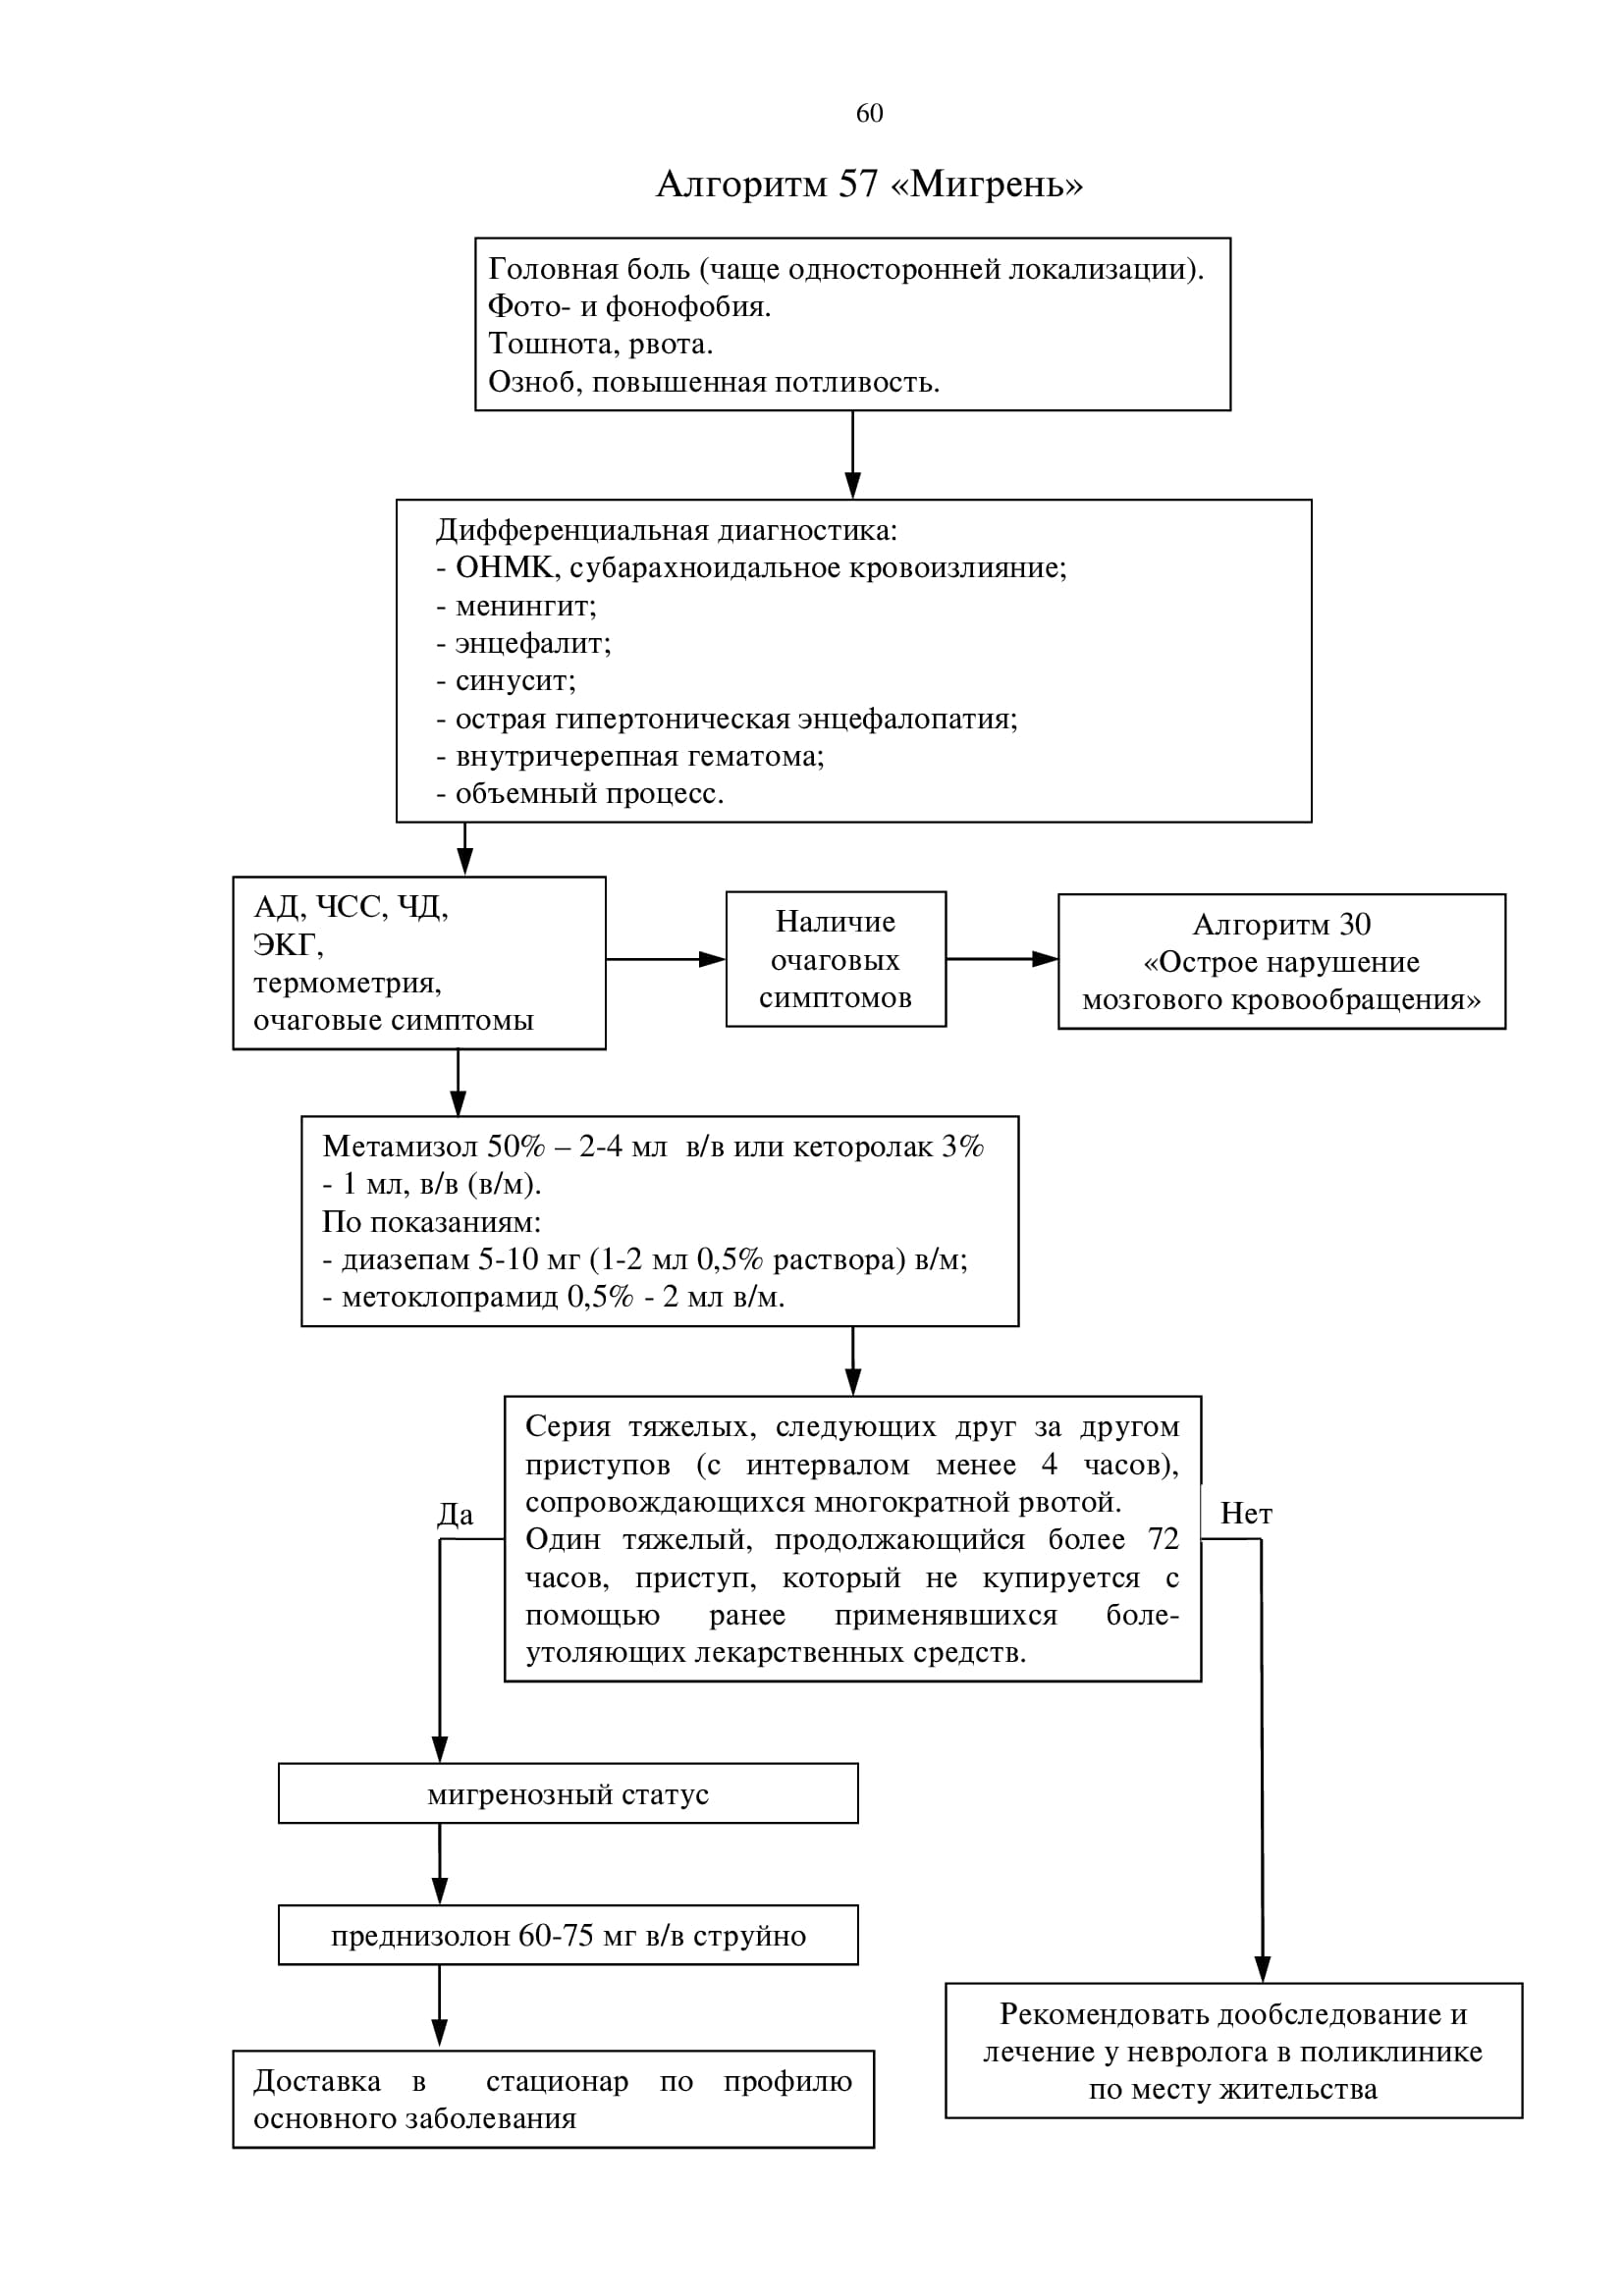 60
Алгоритм 57 «Мигрень»
Головная боль (чаще односторонней локализации).
Фото- и фонофобия.
Тошнота, рвота.
Озноб, повышенная потливость.
Дифференциальная диагностика:
- ОНМК, субарахноидальное кровоизлияние;
- менингит;
- энцефалит;
- синусит;
- острая гипертоническая энцефалопатия;
- внутричерепная гематома;
- объемный процесс.
АД, ЧСС, ЧД,
ЭКГ,
термометрия,
очаговые симптомы
Наличие
очаговых
симптомов
Алгоритм 30
«Острое нарушение
мозгового кровообращения»
Метамизол 50% – 2-4 мл в/в или кеторолак 3%
- 1 мл, в/в (в/м).
По показаниям:
- диазепам 5-10 мг (1-2 мл 0,5% раствора) в/м;
- метоклопрамид 0,5% - 2 мл в/м.
Серия тяжелых, следующих друг за другом
приступов (с интервалом менее 4 часов),
сопровождающихся многократной рвотой.
Один тяжелый, продолжающийся более 72
часов, приступ, который не купируется с
помощью ранее применявшихся боле-
утоляющих лекарственных средств.
Да
Нет
мигренозный статус
преднизолон 60-75 мг в/в струйно
Доставка в стационар по профилю
основного заболевания
Рекомендовать дообследование и
лечение у невролога в поликлинике
по месту жительства